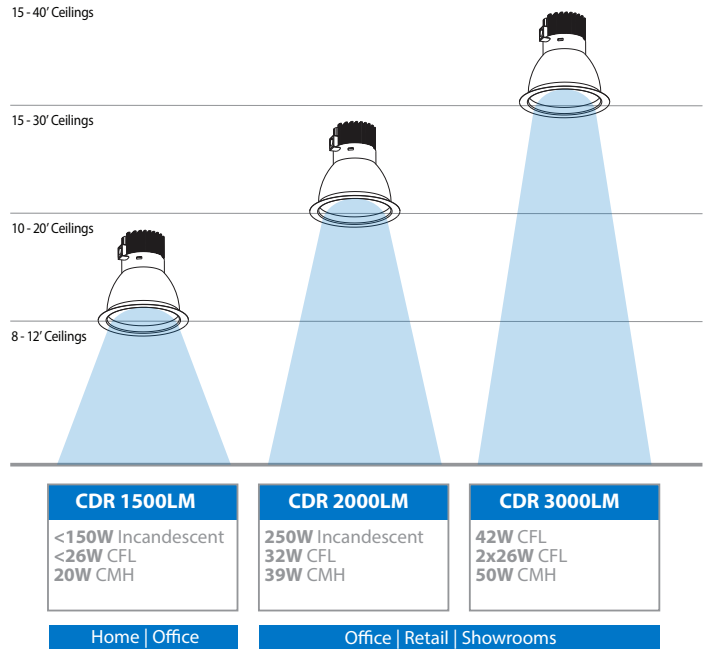 15 - 40' Ceilings
15 - 30' Ceilings
10 - 20' Ceilings
8 - 12' Ceilings
CDR 1500LM
<150W Incandescent
<26W CFL
20W CMH
CDR 2000LM
250W Incandescent
32W CFL
39W CMH
CDR 3000LM
42W CFL
2x26W CFL
50W CMH
Home | Office
Office | Retail | Showrooms